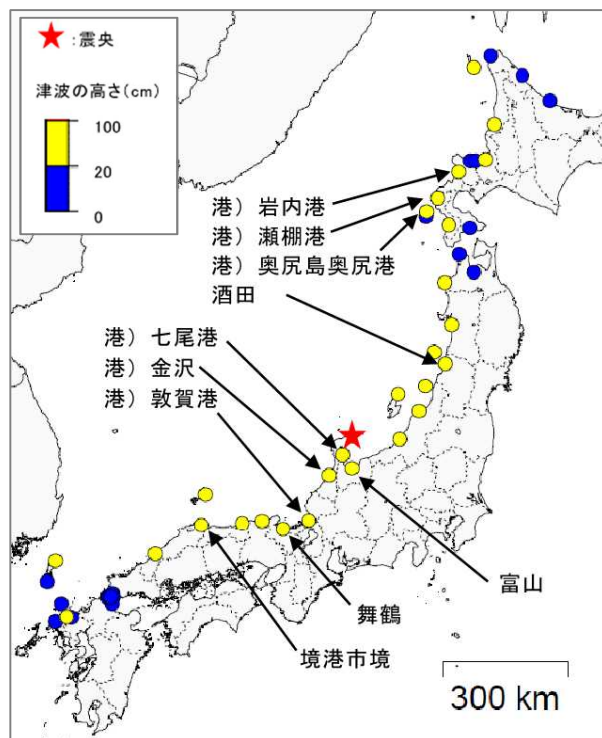 ★:震央
津波の高さ(cm)
100
20
0
港）岩内港
港）瀬棚港
港）奥尻島奥尻港
酒田
港）七尾港
港）金沢
港）敦賀港
富山
舞鶴
境港市境
300 km